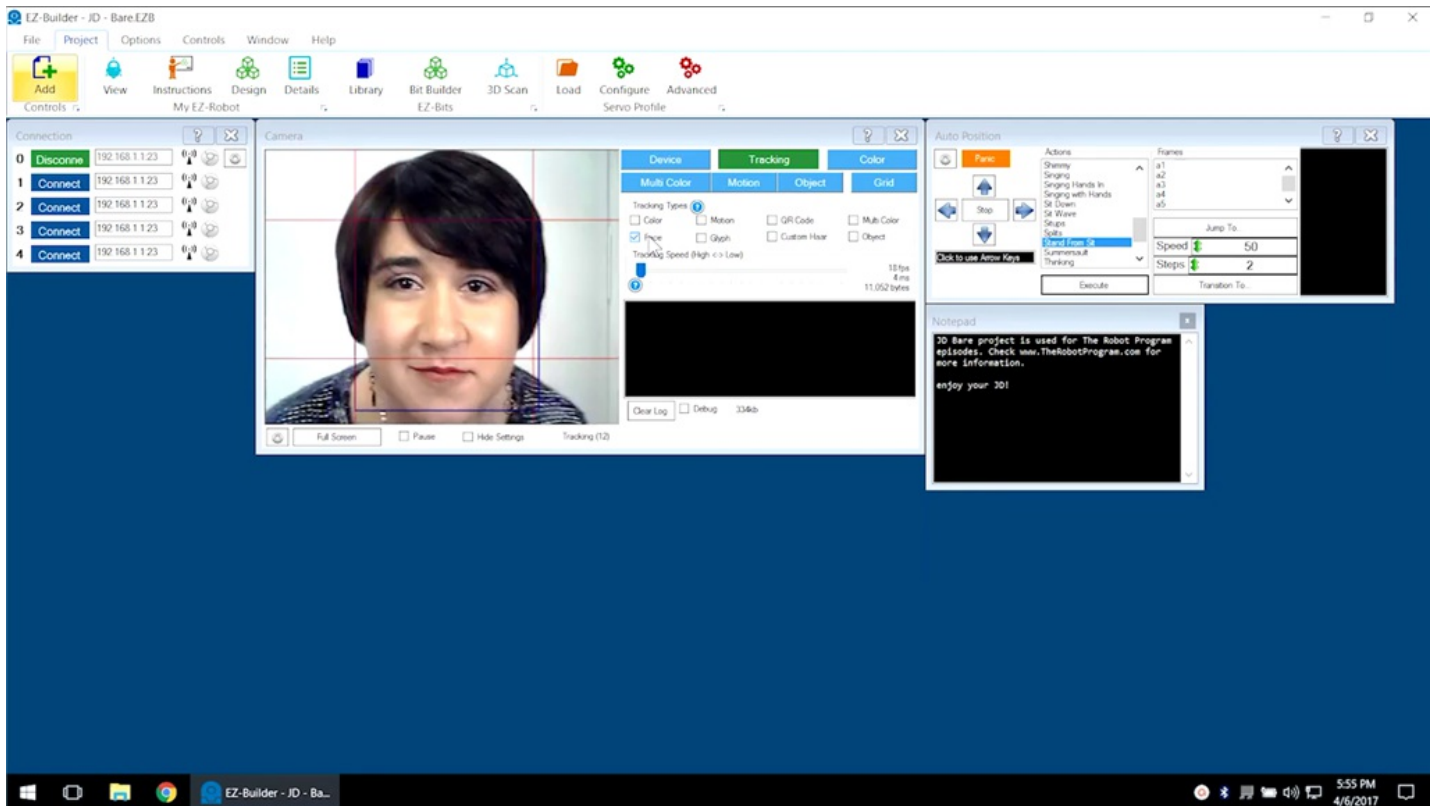 EZ-Builder - JD - Bare.EZB
File Project Options Controls Window Help
Add View Instructions Design Details Library Bit Builder 3D Scan Load Configure Advanced
Controls My EZ-Robot EZ-Bits Servo Profile
Connection
0 Disconne 192.168.1.1:23
1 Connect 192.168.1.1:23
2 Connect 192.168.1.1:23
3 Connect 192.168.1.1:23
4 Connect 192.168.1.1:23
Camera
Device Tracking Color
Multi Color Motion Object Grid
Tracking Types
Color Motion QR Code Multi Color
Face Glyph Custom Haar Object
Tracking Speed (High <-> Low)
18 fps
4 ms
11,052 bytes
Clear Log Debug 334kb
Full Screen Pause Hide Settings Tracking (12)
Auto Position
Panic
Stop
Click to use Arrow Keys
Actions
Shimmy
Singing
Singing Hands In
Singing with Hands
Sit Down
Sit Wave
Situps
Splits
Stand From Sit
Summersault
Thinking
Execute
Frames
a1
a2
a3
a4
a5
Jump To..
Speed 50
Steps 2
Transition To...
Notepad
JD Bare project is used for The Robot Program
episodes. Check www.TheRobotProgram.com for
more information.
enjoy your JD!
EZ-Builder - JD - Ba...
5:55 PM
4/6/2017